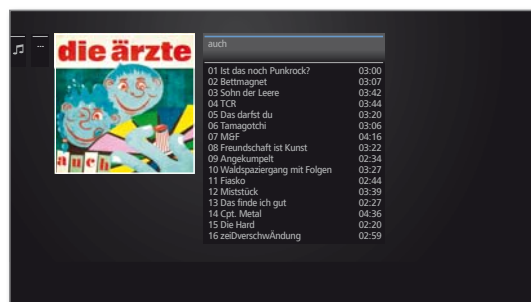 ...
die ärzte
auch
auch
01 Ist das noch Punkrock? 03:00
02 Bettmagnet 03:07
03 Sohn der Leere 03:42
04 TCR 03:44
05 Das darfst du 03:20
06 Tamagotchi 03:06
07 M&F 04:16
08 Freundschaft ist Kunst 03:22
09 Angekumpelt 02:34
10 Waldspaziergang mit Folgen 03:27
11 Fiasko 02:44
12 Miststück 03:39
13 Das finde ich gut 02:27
14 Cpt. Metal 04:36
15 Die Hard 02:20
16 zeiDverschwÄndung 02:59